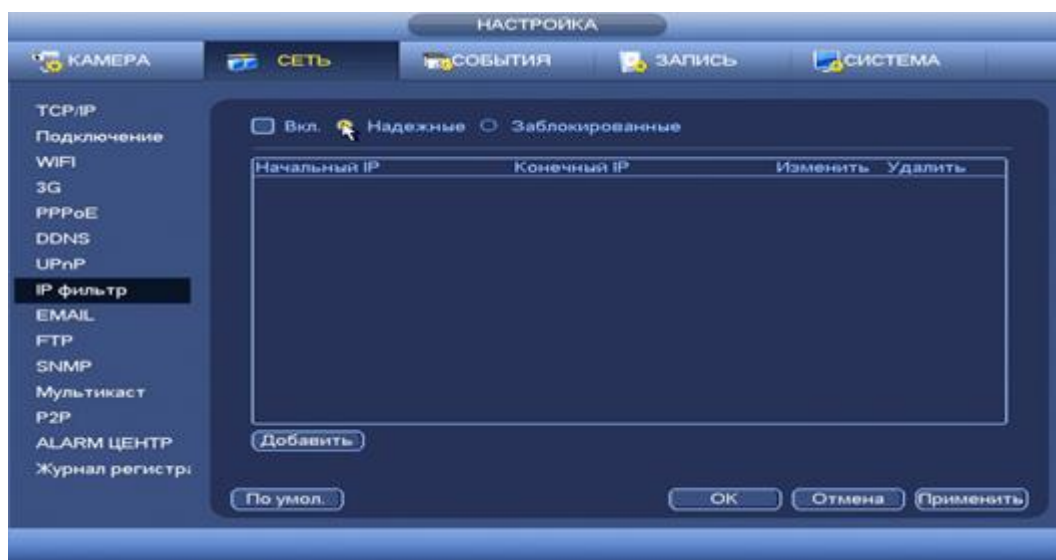 НАСТРОЙКА
КАМЕРА СЕТЬ СОБЫТИЯ ЗАПИСЬ СИСТЕМА
TCP/IP
Подключение
WIFI
3G
PPPoE
DDNS
UPnP
IP фильтр
EMAIL
FTP
SNMP
Мультикаст
P2P
ALARM ЦЕНТР
Журнал регистра
Вкл. Надежные Заблокированные
Начальный IP Конечный IP Изменить Удалить
Добавить
По умол. OK Отмена Применить